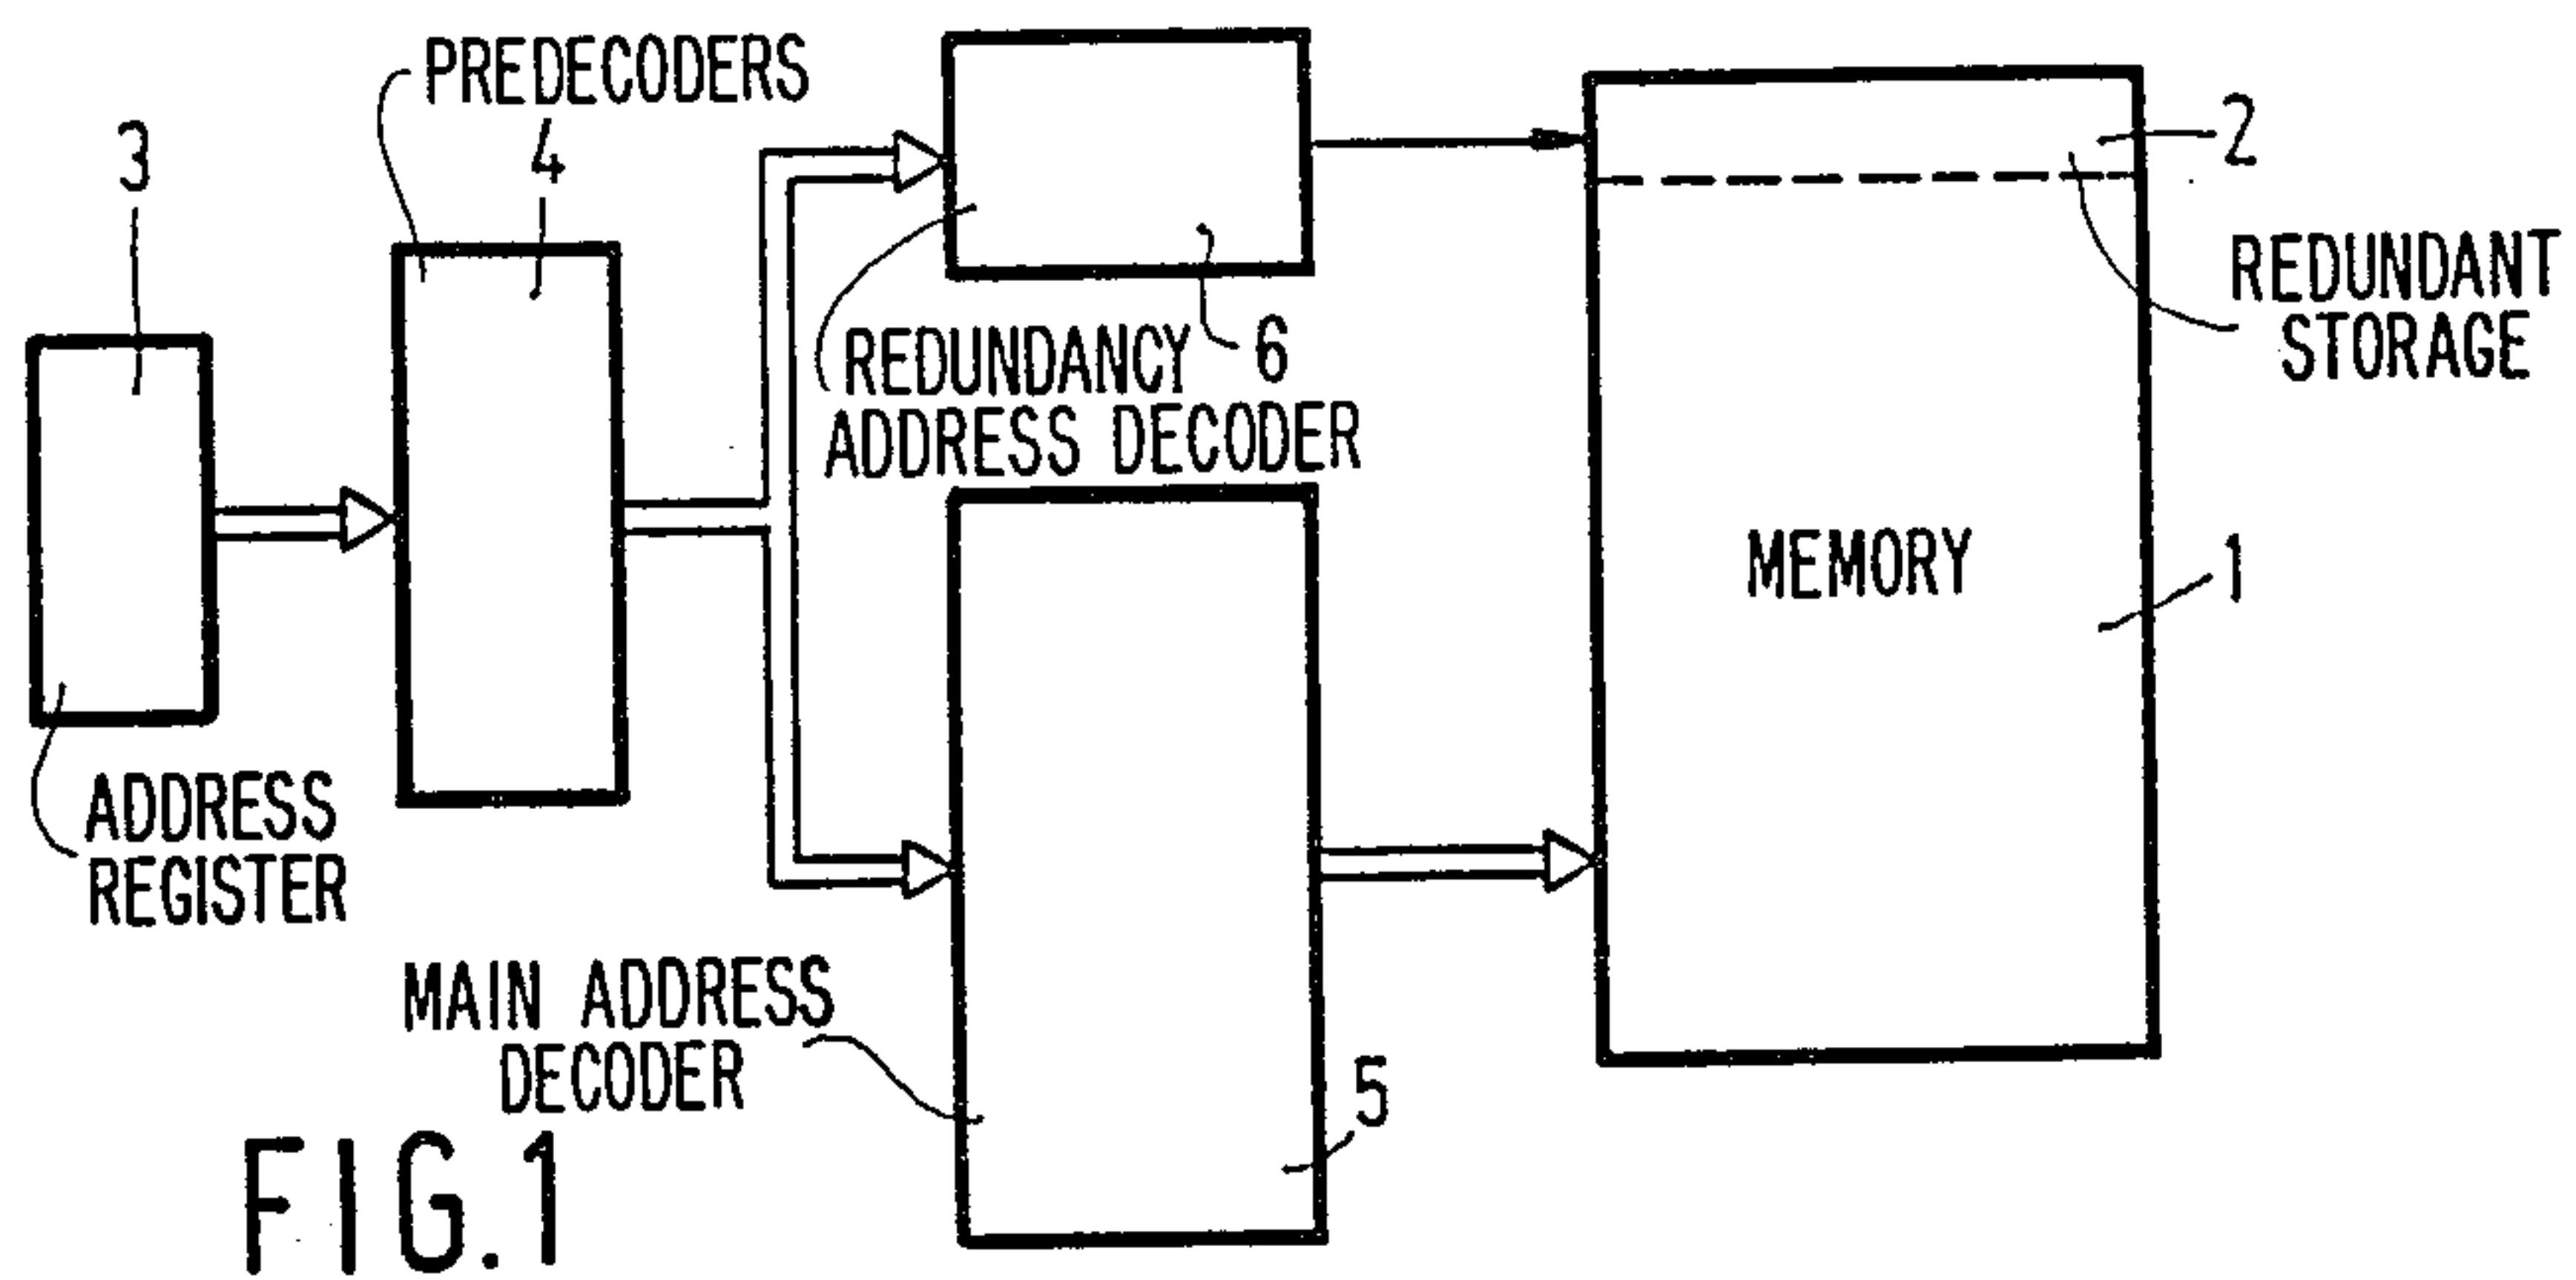 PREDECODERS
3
4
2
REDUNDANT
STORAGE
REDUNDANCY
6
ADDRESS DECODER
MEMORY
1
ADDRESS
REGISTER
MAIN ADDRESS
DECODER
5
FIG.1